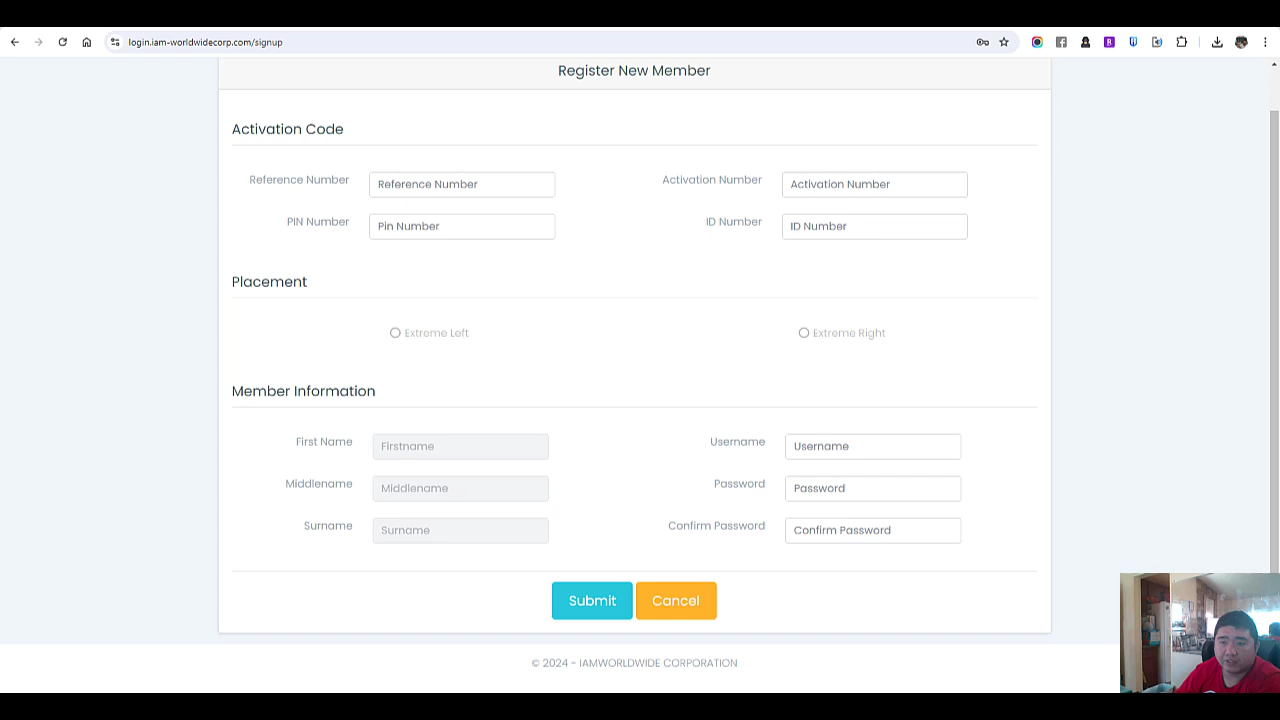 login.iam-worldwidecorp.com/signup
Register New Member
Activation Code
Reference Number Reference Number Activation Number Activation Number
PIN Number Pin Number ID Number ID Number
Placement
Extreme Left Extreme Right
Member Information
First Name Firstname Username Username
Middlename Middlename Password Password
Surname Surname Confirm Password Confirm Password
Submit Cancel
© 2024 - IAMWORLDWIDE CORPORATION